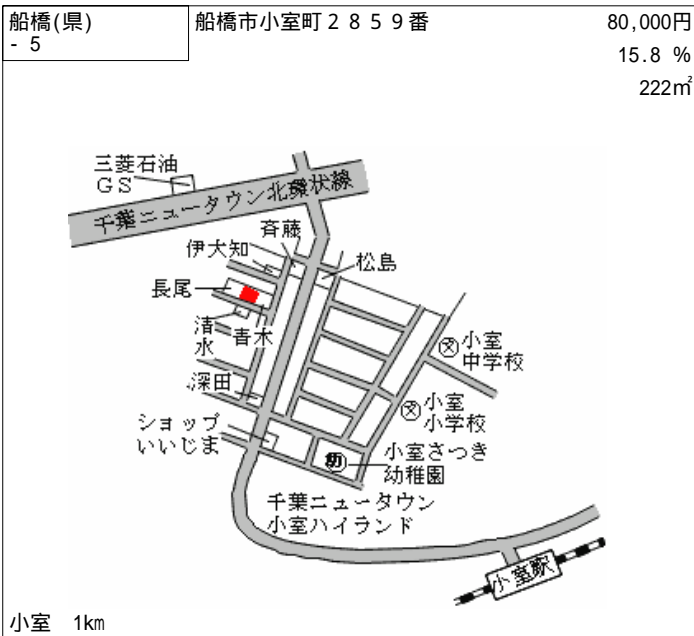 船橋(県)
- 5
船橋市小室町２８５９番
80,000円
15.8 %
222㎡
三菱石油
ＧＳ
千葉ニュータウン北環状線
斉藤
伊大知
松島
長尾
清水
青木
小室
中学校
深田
小室
小学校
ショップ
いいじま
幼
小室さつき
幼稚園
千葉ニュータウン
小室ハイランド
小室駅
小室 1km